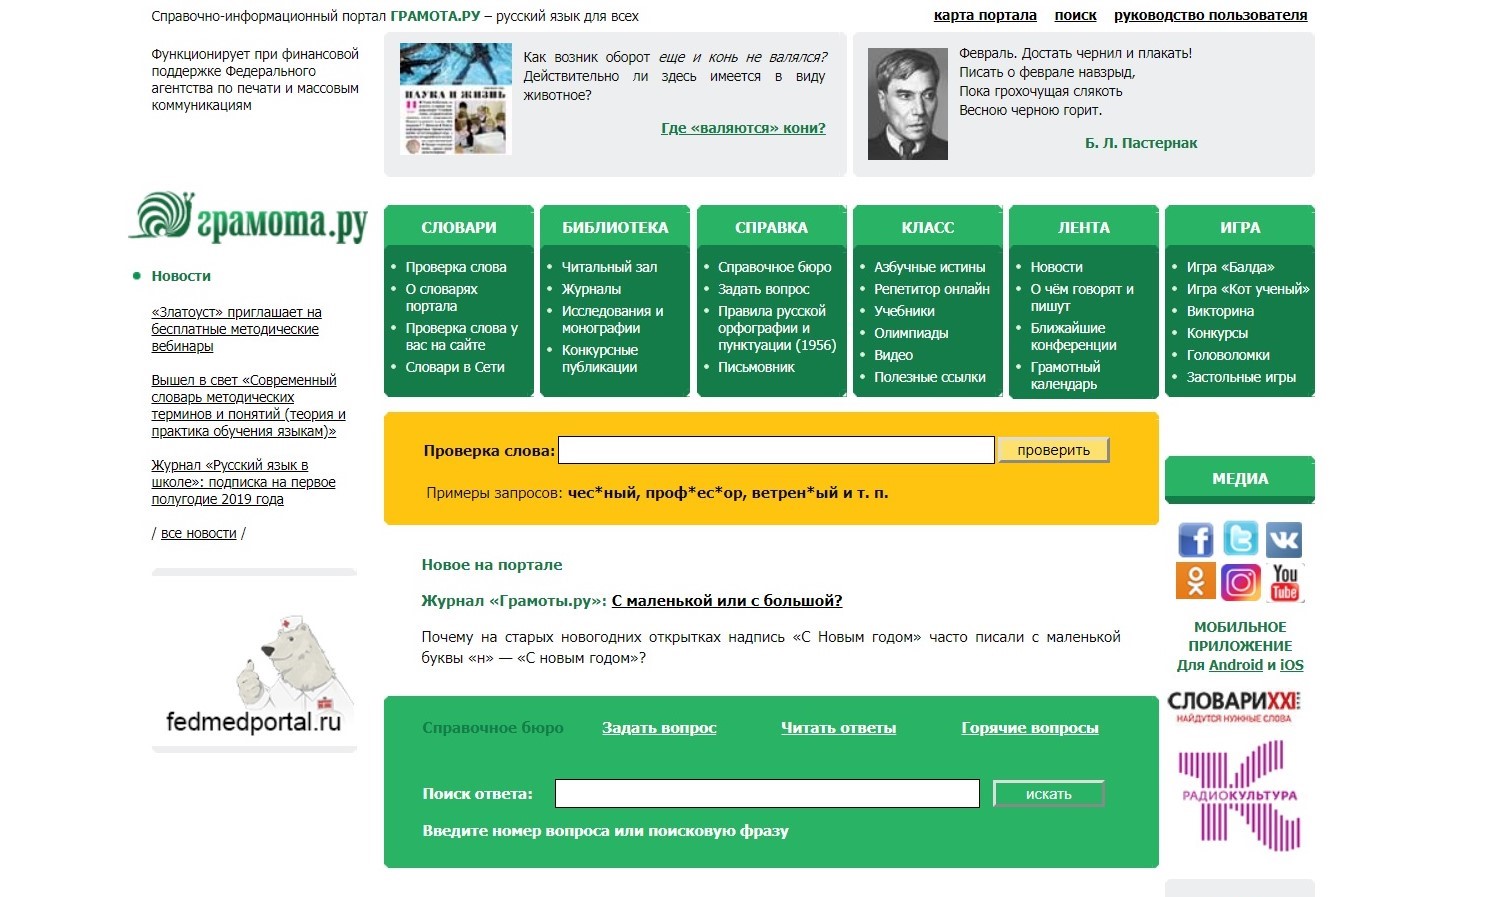 Справочно-информационный портал ГРАМОТА.РУ – русский язык для всех
карта портала поиск руководство пользователя
Функционирует при финансовой
поддержке Федерального
агентства по печати и массовым
коммуникациям
НАУКА И ЖИЗНЬ
Как возник оборот еще и конь не валялся?
Действительно ли здесь имеется в виду
животное?
Где «валяются» кони?
Февраль. Достать чернил и плакать!
Писать о феврале навзрыд,
Пока грохочущая слякоть
Весною черною горит.
Б. Л. Пастернак
грамота.ру
Новости
«Златоуст» приглашает на
бесплатные методические
вебинары
Вышел в свет «Современный
словарь методических
терминов и понятий (теория и
практика обучения языкам)»
Журнал «Русский язык в
школе»: подписка на первое
полугодие 2019 года
/ все новости /
fedmedportal.ru
СЛОВАРИ
Проверка слова
О словарях
портала
Проверка слова у
вас на сайте
Словари в Сети
БИБЛИОТЕКА
Читальный зал
Журналы
Исследования и
монографии
Конкурсные
публикации
СПРАВКА
Справочное бюро
Задать вопрос
Правила русской
орфографии и
пунктуации (1956)
Письмовник
КЛАСС
Азбучные истины
Репетитор онлайн
Учебники
Олимпиады
Видео
Полезные ссылки
ЛЕНТА
Новости
О чём говорят и
пишут
Ближайшие
конференции
Грамотный
календарь
ИГРА
Игра «Балда»
Игра «Кот ученый»
Викторина
Конкурсы
Головоломки
Застольные игры
Проверка слова: проверить
Примеры запросов: чес*ный, проф*ес*ор, ветрен*ый и т. п.
Новое на портале
Журнал «Грамоты.ру»: С маленькой или с большой?
Почему на старых новогодних открытках надпись «С Новым годом» часто писали с маленькой
буквы «н» — «С новым годом»?
Справочное бюро Задать вопрос Читать ответы Горячие вопросы
Поиск ответа: искать
Введите номер вопроса или поисковую фразу
МЕДИА
You
Tube
МОБИЛЬНОЕ
ПРИЛОЖЕНИЕ
Для Android и iOS
СЛОВАРИXXI
НАЙДУТСЯ НУЖНЫЕ СЛОВА
РАДИОКУЛЬТУРА